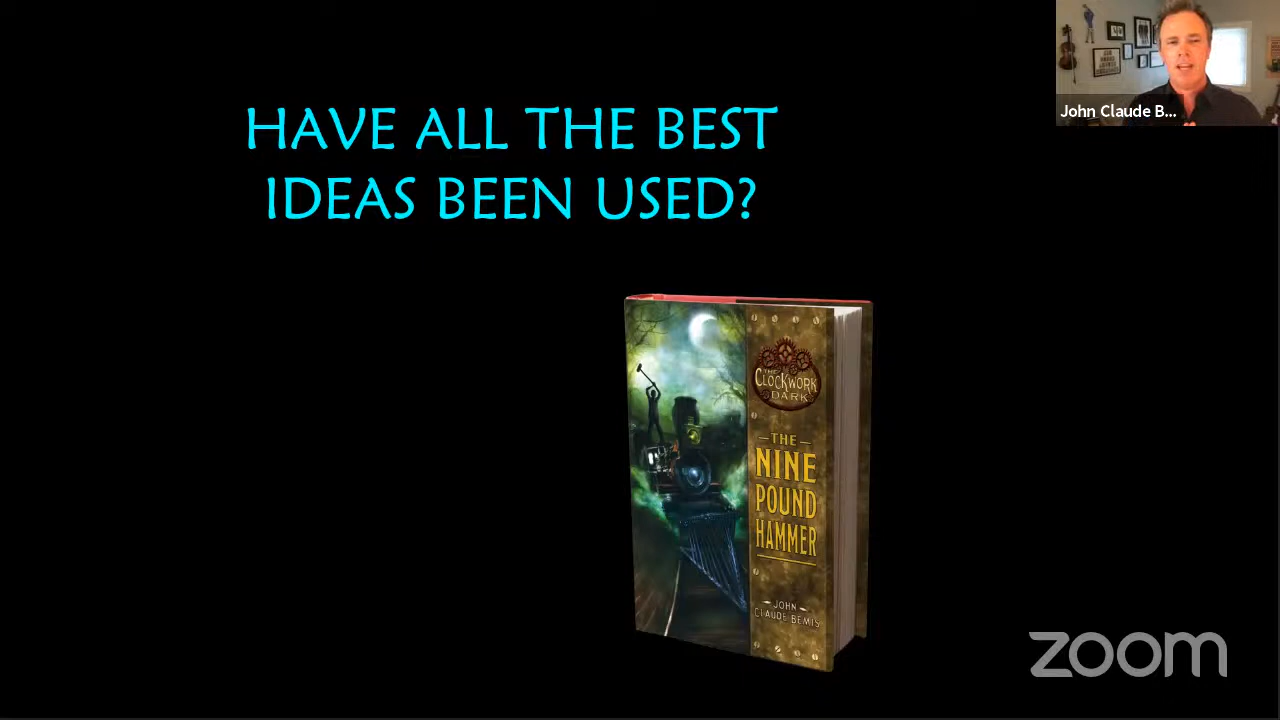 HAVE ALL THE BEST
IDEAS BEEN USED?
John Claude B...
THE
CLOCKWORK
DARK
THE
NINE
POUND
HAMMER
JOHN
CLAUDE BEMIS
zoom